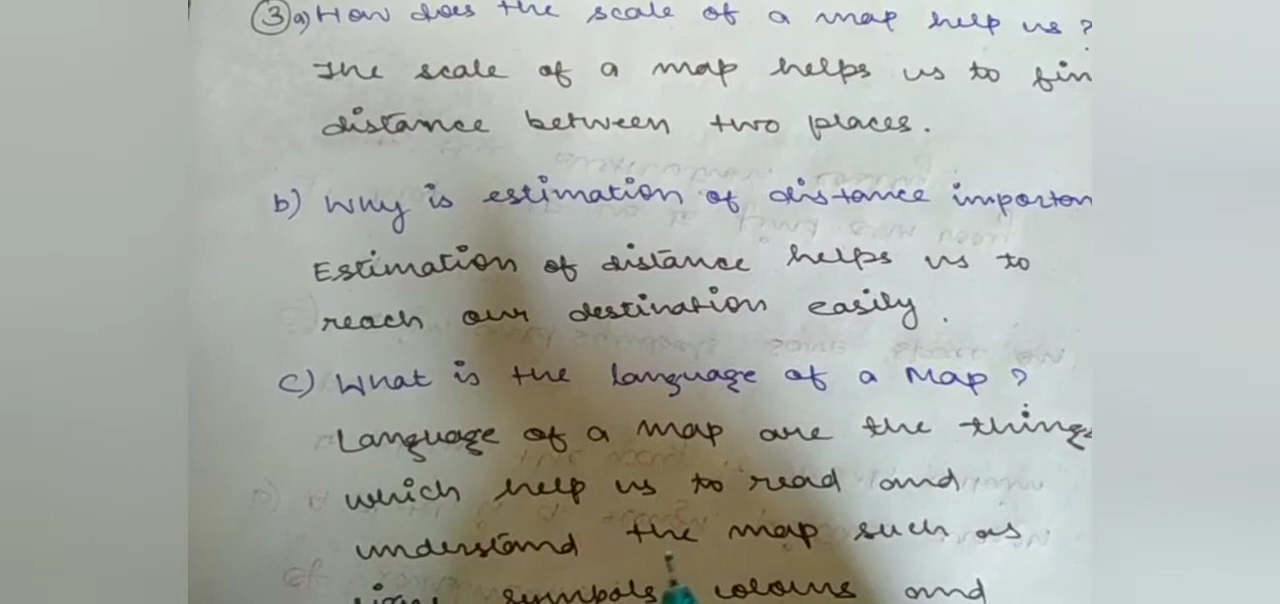 3 a) How does the scale of a map help us ?
The scale of a map helps us to fin
distance between two places.
b) Why is estimation of distance importan
Estimation of distance helps us to
reach our destination easily.
c) What is the language of a Map ?
Language of a map are the things
which help us to read and
understand the map such as
symbols colours and